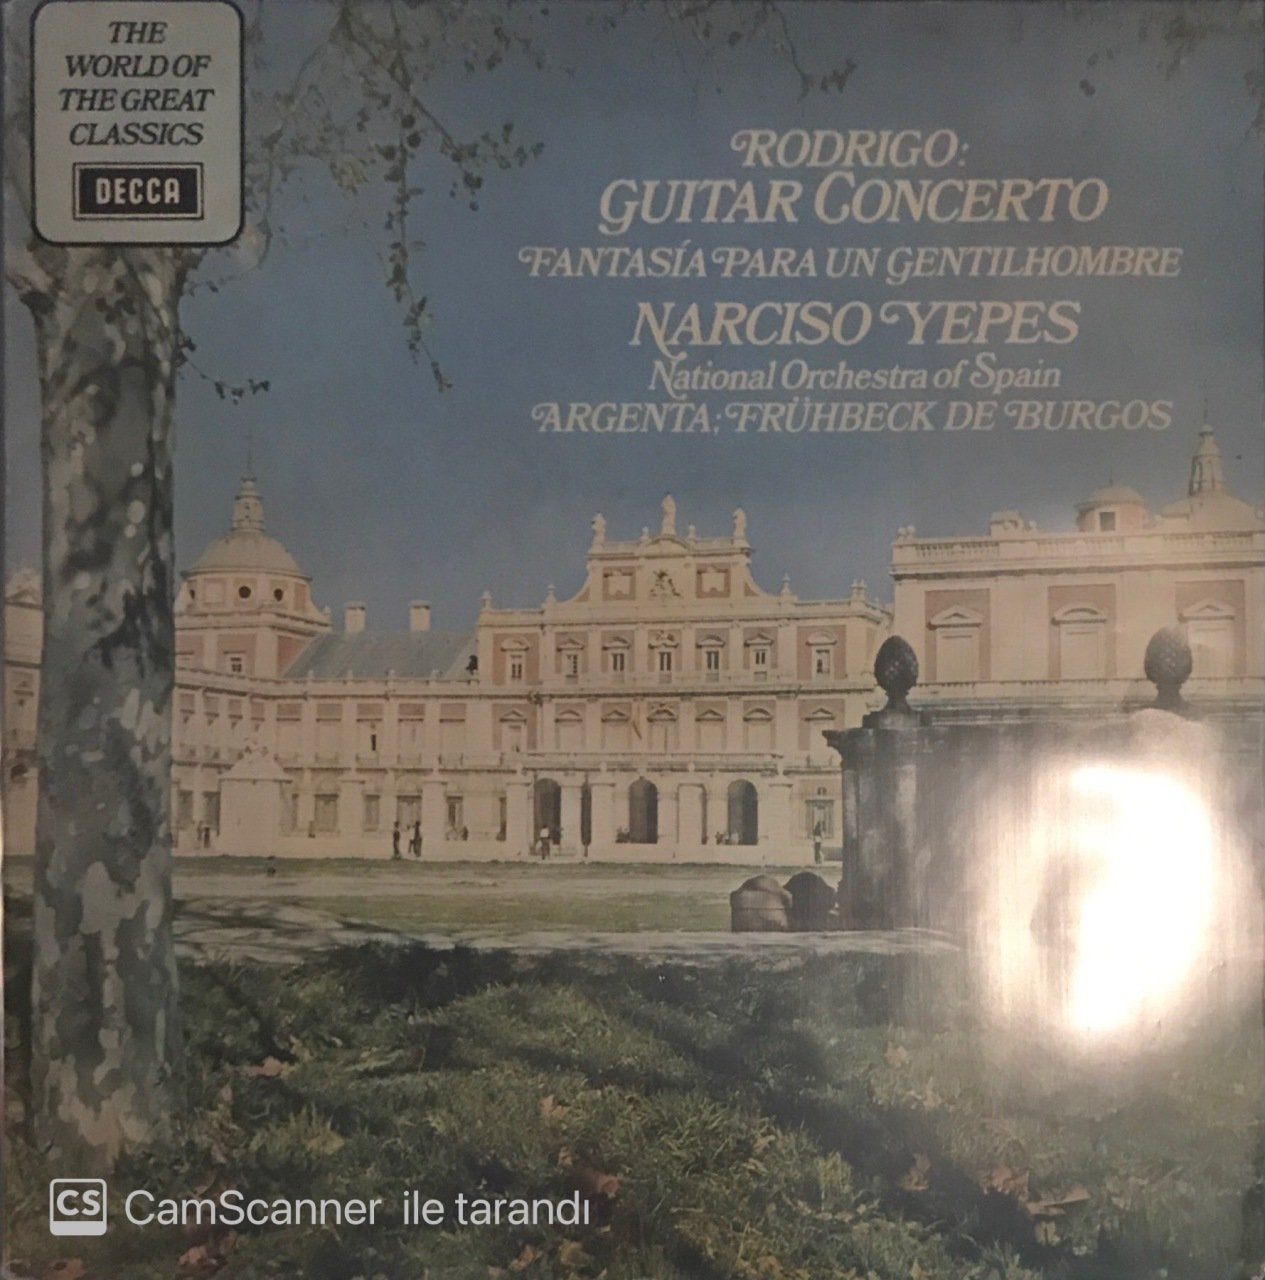 THE
WORLD OF
THE GREAT
CLASSICS
DECCA
RODRIGO:
GUITAR CONCERTO
FANTASÍA PARA UN GENTILHOMBRE
NARCISO YEPES
National Orchestra of Spain
ARGENTA; FRÜHBECK DE BURGOS
CS CamScanner ile tarandı